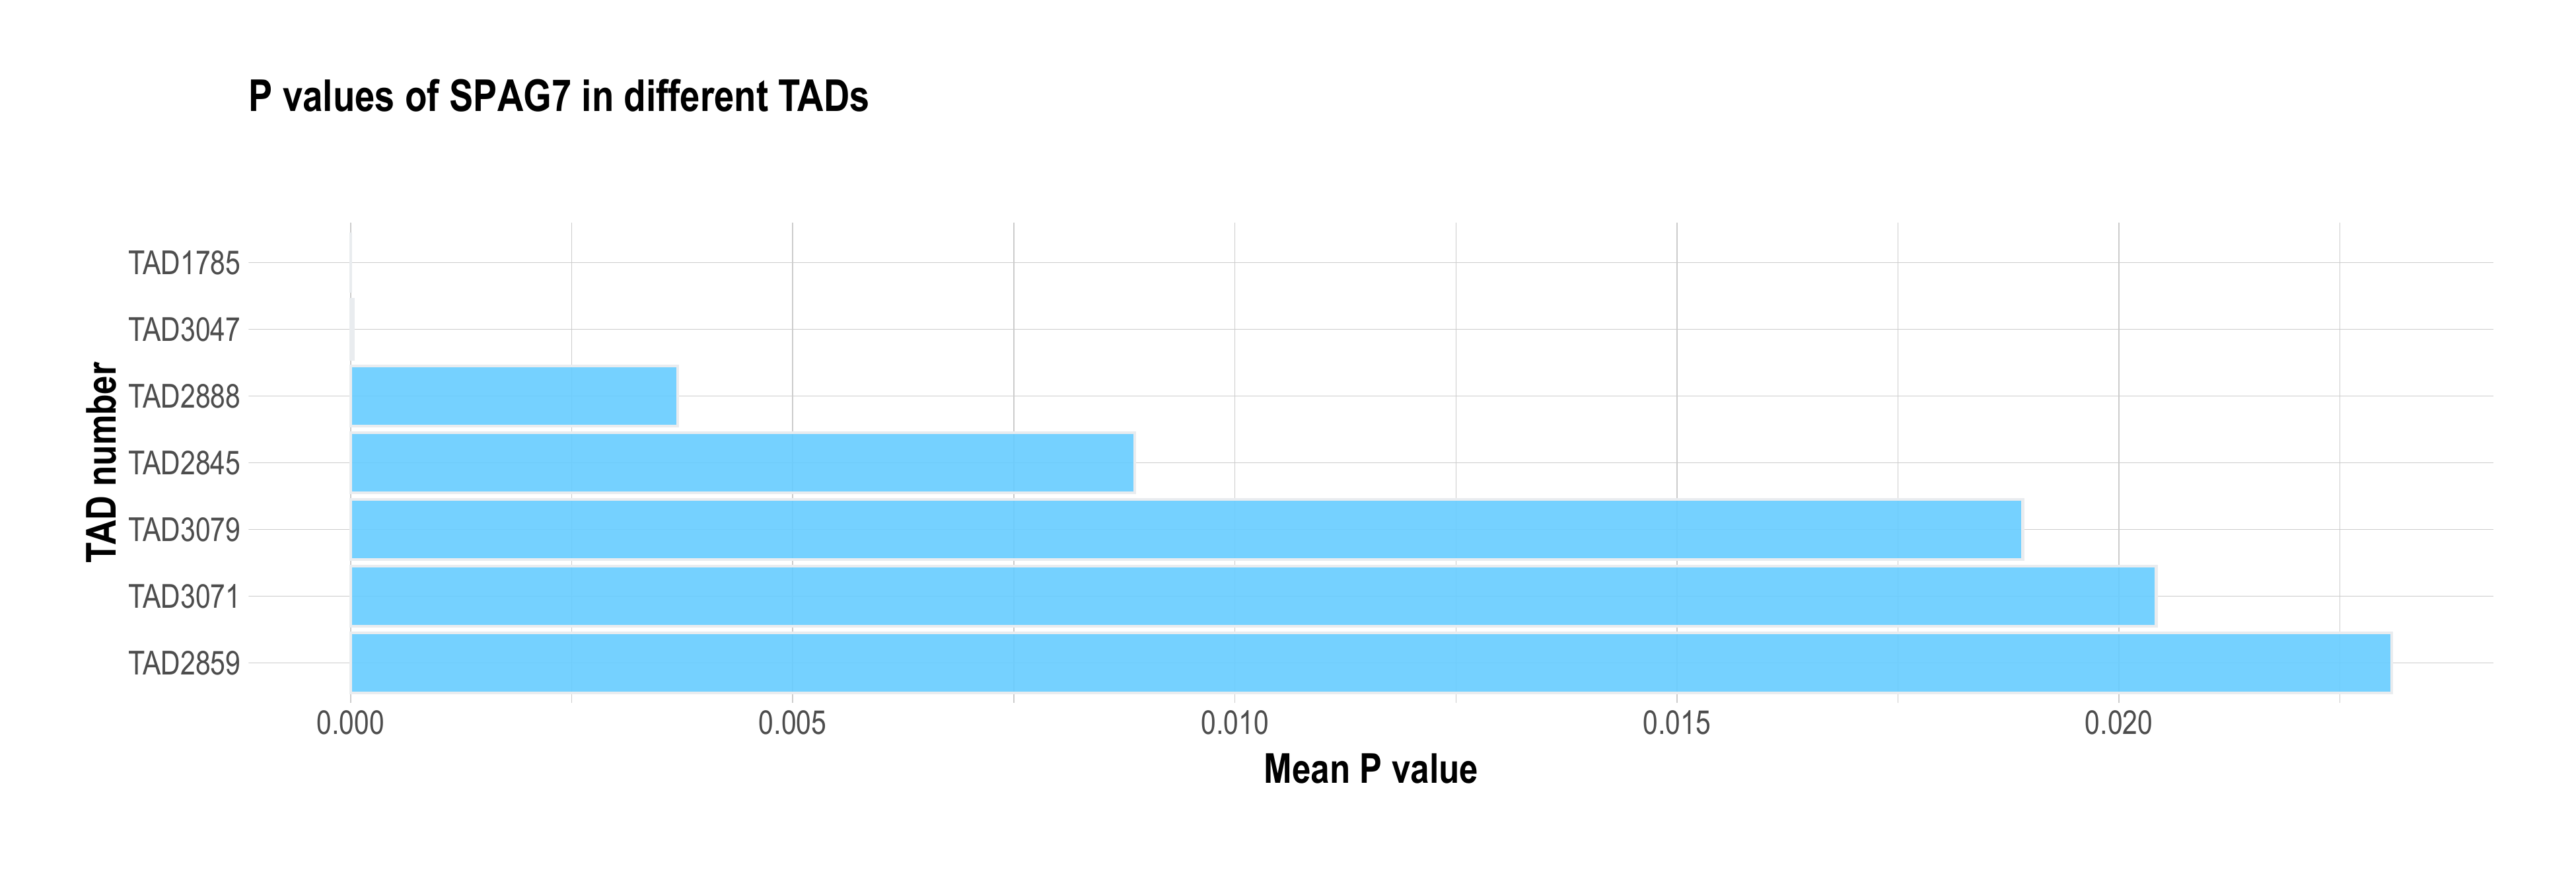 P values of SPAG7 in different TADs
TAD number
TAD1785
TAD3047
TAD2888
TAD2845
TAD3079
TAD3071
TAD2859
0.000 0.005 0.010 0.015 0.020
Mean P value